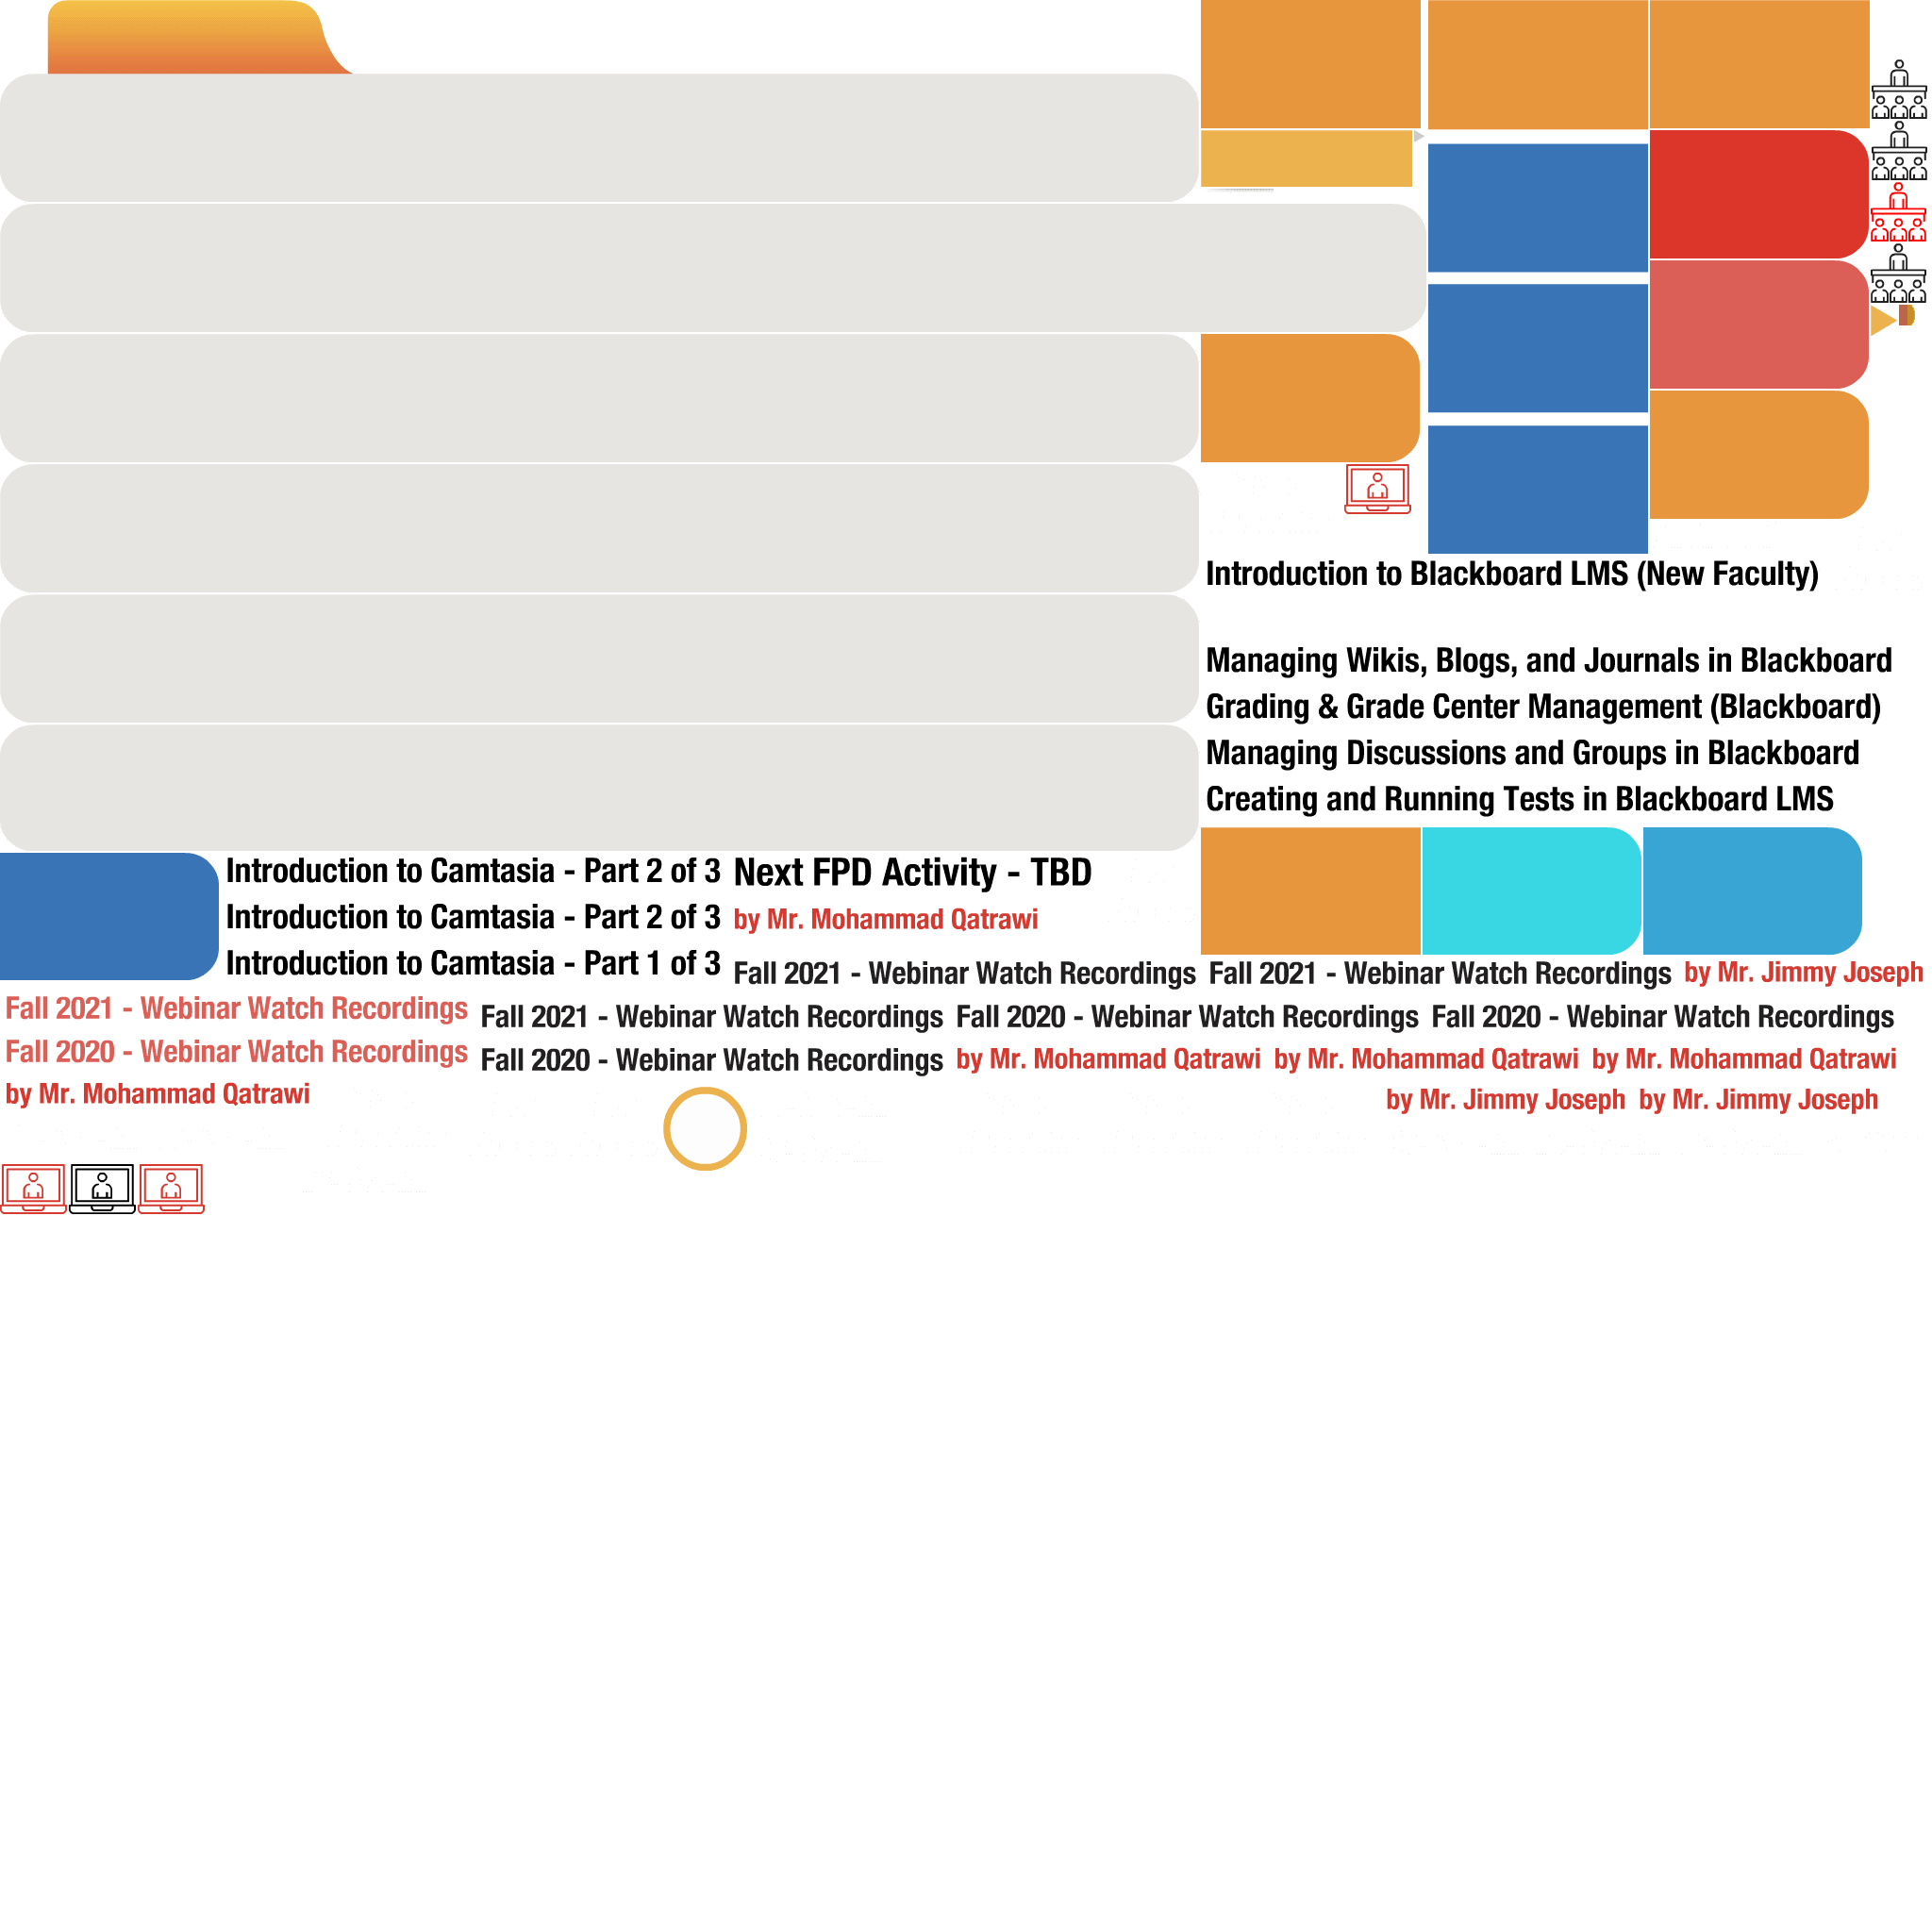 Introduction to Blackboard LMS (New Faculty)
Managing Wikis, Blogs, and Journals in Blackboard
Grading & Grade Center Management (Blackboard)
Managing Discussions and Groups in Blackboard
Creating and Running Tests in Blackboard LMS
Introduction to Camtasia - Part 2 of 3
Next FPD Activity - TBD
Introduction to Camtasia - Part 2 of 3
by Mr. Mohammad Qatrawi
Introduction to Camtasia - Part 1 of 3
Fall 2021 - Webinar Watch Recordings
Fall 2021 - Webinar Watch Recordings
by Mr. Jimmy Joseph
Fall 2021 - Webinar Watch Recordings
Fall 2021 - Webinar Watch Recordings
Fall 2020 - Webinar Watch Recordings
Fall 2020 - Webinar Watch Recordings
Fall 2020 - Webinar Watch Recordings
Fall 2020 - Webinar Watch Recordings
by Mr. Mohammad Qatrawi
by Mr. Mohammad Qatrawi
by Mr. Mohammad Qatrawi
by Mr. Mohammad Qatrawi
by Mr. Jimmy Joseph
by Mr. Jimmy Joseph